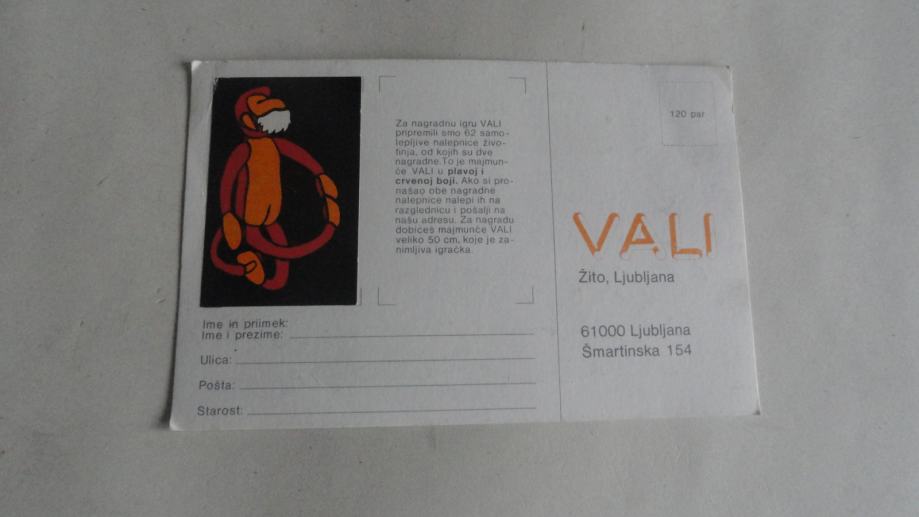 Za nagradnu igru VALI
pripremili smo 62 samo-
lepljive nalepnice živo-
tinja, od kojih su dve
nagradne.To je majmun-
če VALI u plavoj i
crvenoj boji. Ako si pro-
našao obe nagradne
nalepnice nalepi ih na
razglednicu i pošalji na
našu adresu. Za nagradu
dobićeš majmunče VALI
veliko 50 cm, koje je za-
nimljiva igračka.
Ime in priimek:
Ime i prezime:
Ulica:
Pošta:
Starost:
120 par
VALI
Žito, Ljubljana
61000 Ljubljana
Šmartinska 154